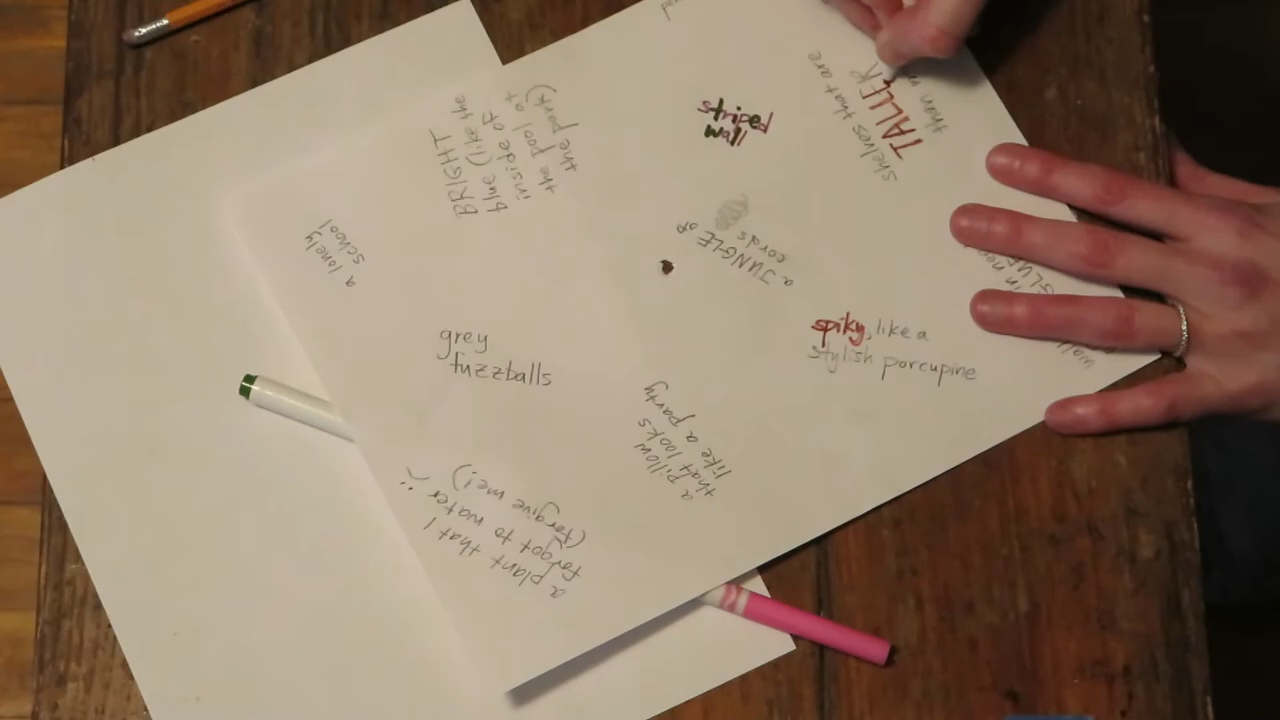 BRIGHT
blue (like the
inside of
the pool at
the park)
striped
wall
shelves that are
TALLER
than
a lonely
school
a JUNGLE OF
cords
in need
grey
fuzzballs
spiky, like a
stylish porcupine
a pillow
that looks
like a party
a plant that I
forgot to water :(
(forgive me!)